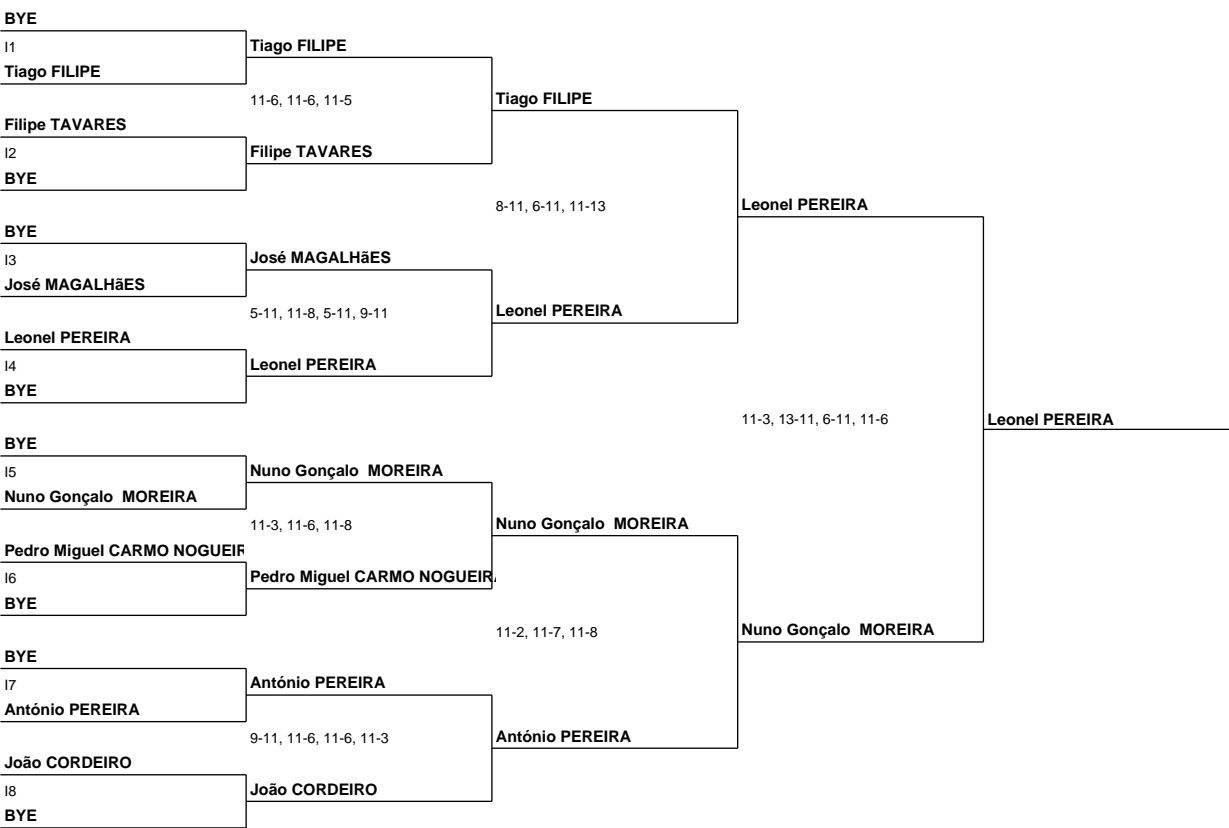 BYE
I1
Tiago FILIPE
Tiago FILIPE
11-6, 11-6, 11-5
Tiago FILIPE
Filipe TAVARES
I2
Filipe TAVARES
BYE
8-11, 6-11, 11-13
Leonel PEREIRA
BYE
I3
José MAGALHãES
José MAGALHãES
5-11, 11-8, 5-11, 9-11
Leonel PEREIRA
Leonel PEREIRA
I4
Leonel PEREIRA
BYE
11-3, 13-11, 6-11, 11-6
Leonel PEREIRA
BYE
I5
Nuno Gonçalo  MOREIRA
Nuno Gonçalo  MOREIRA
11-3, 11-6, 11-8
Nuno Gonçalo  MOREIRA
Pedro Miguel CARMO NOGUEIR
I6
Pedro Miguel CARMO NOGUEIRA
BYE
11-2, 11-7, 11-8
Nuno Gonçalo  MOREIRA
BYE
I7
António PEREIRA
António PEREIRA
9-11, 11-6, 11-6, 11-3
António PEREIRA
João CORDEIRO
I8
João CORDEIRO
BYE